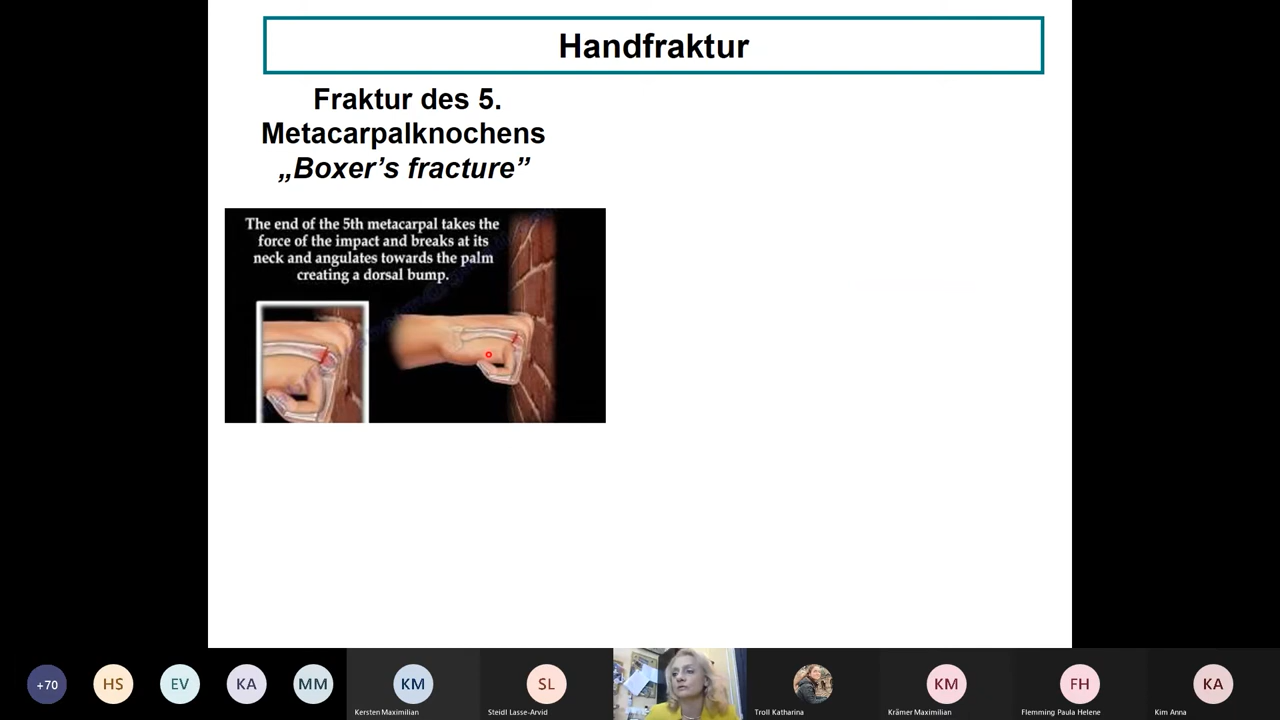 Handfraktur
Fraktur des 5.
Metacarpalknochens
„Boxer’s fracture”
The end of the 5th metacarpal takes the
force of the impact and breaks at its
neck and angulates towards the palm
creating a dorsal bump.
+70
HS
EV
KA
MM
KM
Kersten Maximilian
SL
Steidl Lasse-Arvid
Troll Katharina
KM
Krämer Maximilian
FH
Flemming Paula Helene
KA
Kim Anna